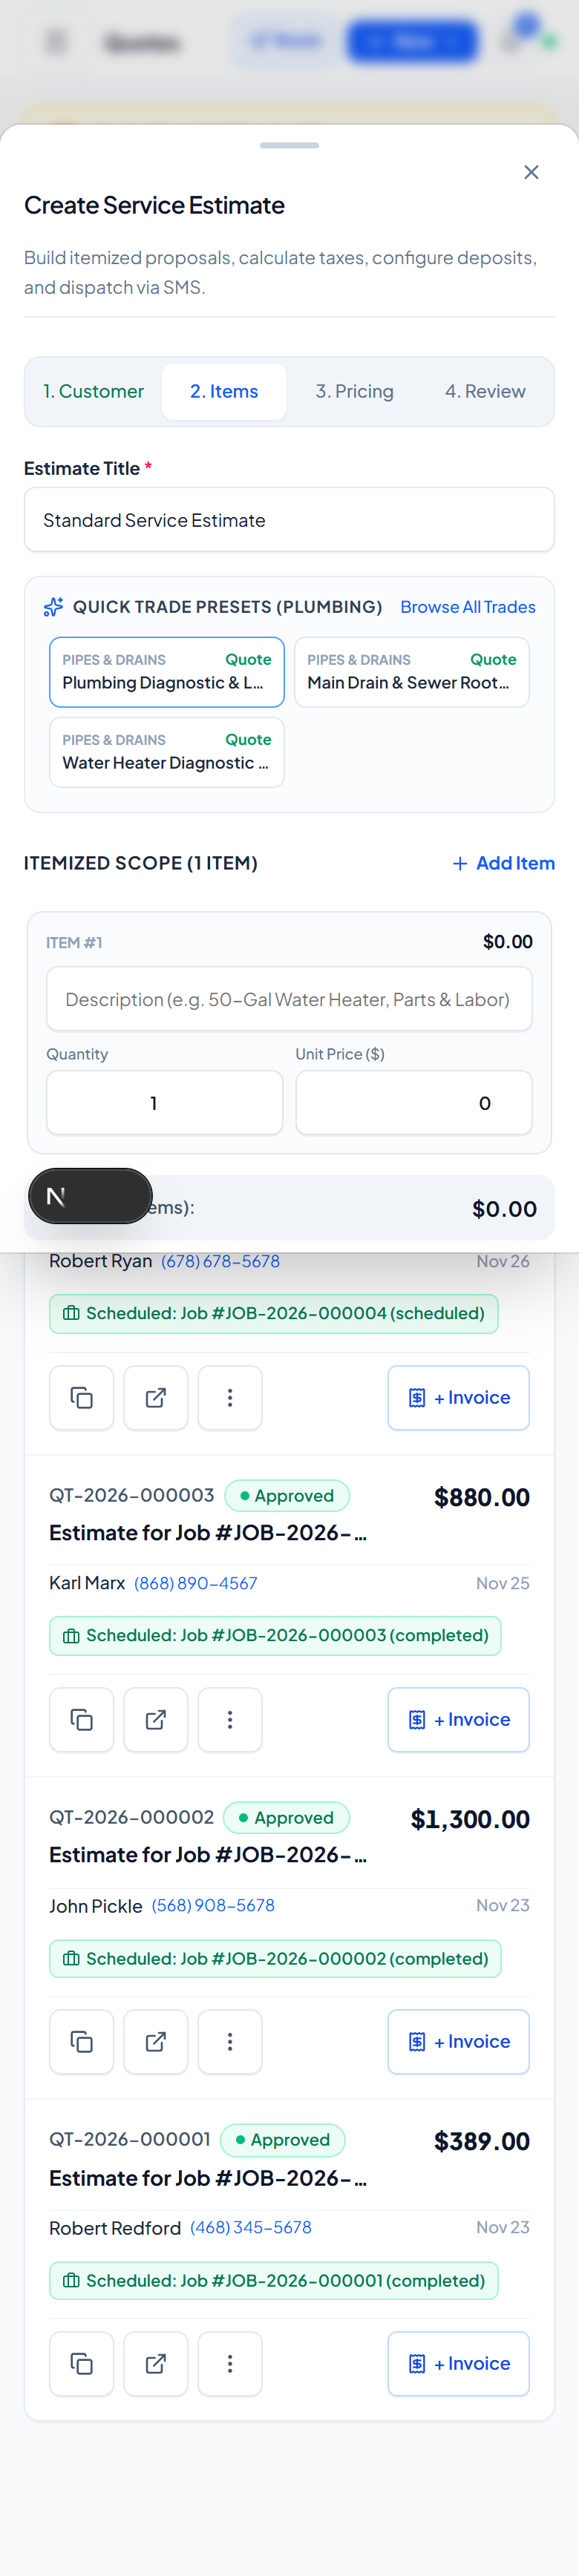 Quotes
New
Create Service Estimate
Build itemized proposals, calculate taxes, configure deposits,
and dispatch via SMS.
1. Customer 2. Items 3. Pricing 4. Review
Estimate Title *
Standard Service Estimate
QUICK TRADE PRESETS (PLUMBING) Browse All Trades
PIPES & DRAINS Quote
Plumbing Diagnostic & L...
PIPES & DRAINS Quote
Main Drain & Sewer Root...
PIPES & DRAINS Quote
Water Heater Diagnostic ...
ITEMIZED SCOPE (1 ITEM) + Add Item
ITEM #1 $0.00
Description (e.g. 50-Gal Water Heater, Parts & Labor)
Quantity Unit Price ($)
1 0
N ems): $0.00
Robert Ryan (678) 678-5678 Nov 26
Scheduled: Job #JOB-2026-000004 (scheduled)
+ Invoice
QT-2026-000003 Approved $880.00
Estimate for Job #JOB-2026-...
Karl Marx (868) 890-4567 Nov 25
Scheduled: Job #JOB-2026-000003 (completed)
+ Invoice
QT-2026-000002 Approved $1,300.00
Estimate for Job #JOB-2026-...
John Pickle (568) 908-5678 Nov 23
Scheduled: Job #JOB-2026-000002 (completed)
+ Invoice
QT-2026-000001 Approved $389.00
Estimate for Job #JOB-2026-...
Robert Redford (468) 345-5678 Nov 23
Scheduled: Job #JOB-2026-000001 (completed)
+ Invoice